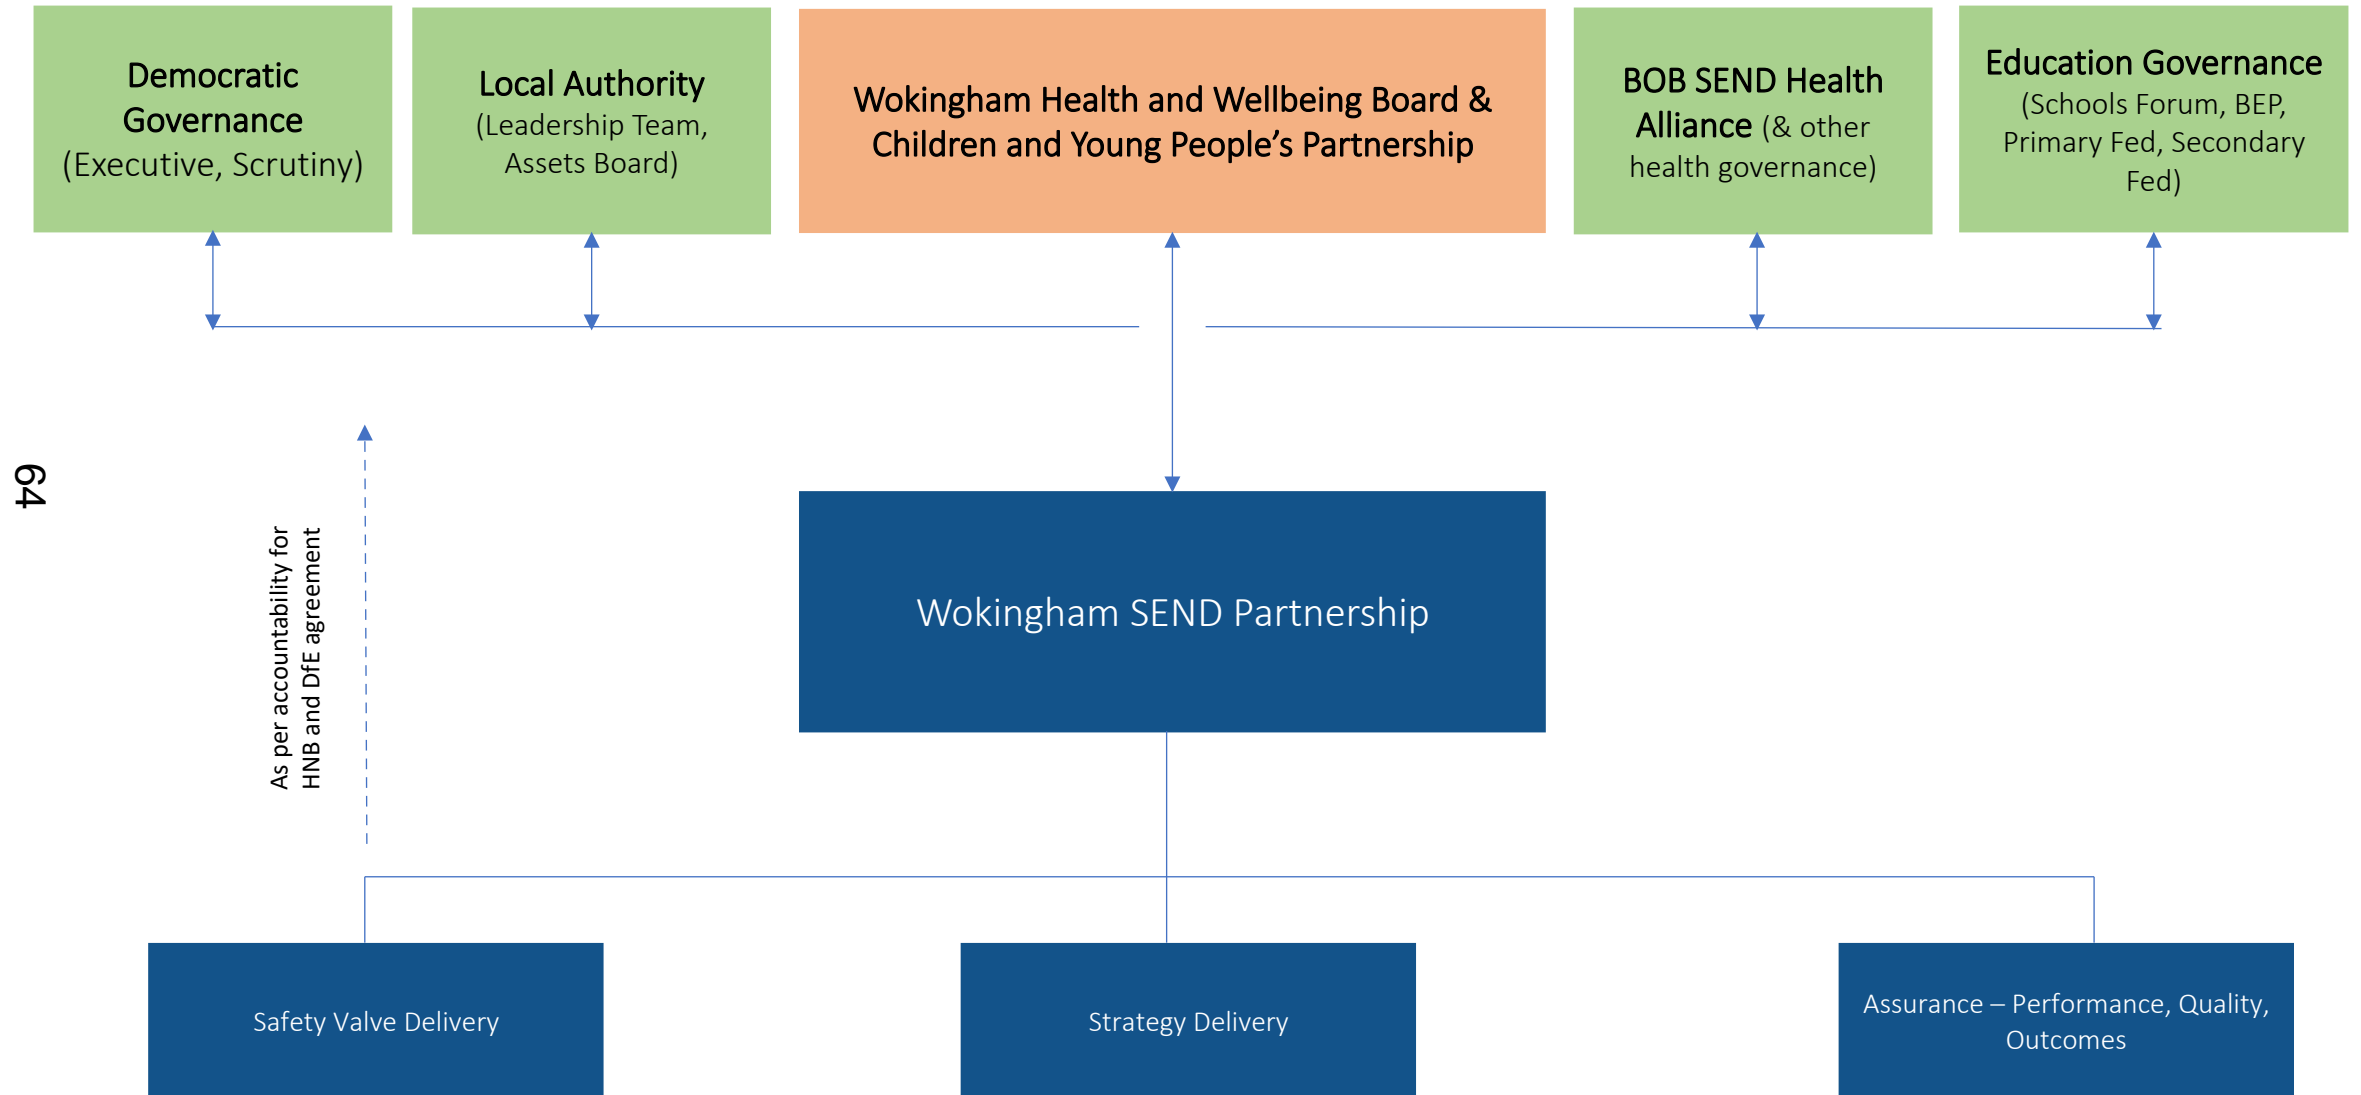 Democratic
Governance
(Executive, Scrutiny)
Local Authority
(Leadership Team,
Assets Board)
Wokingham Health and Wellbeing Board &
Children and Young People’s Partnership
BOB SEND Health
Alliance (& other
health governance)
Education Governance
(Schools Forum, BEP,
Primary Fed, Secondary
Fed)
64
As per accountability for
HNB and DfE agreement
Wokingham SEND Partnership
Safety Valve Delivery
Strategy Delivery
Assurance – Performance, Quality,
Outcomes